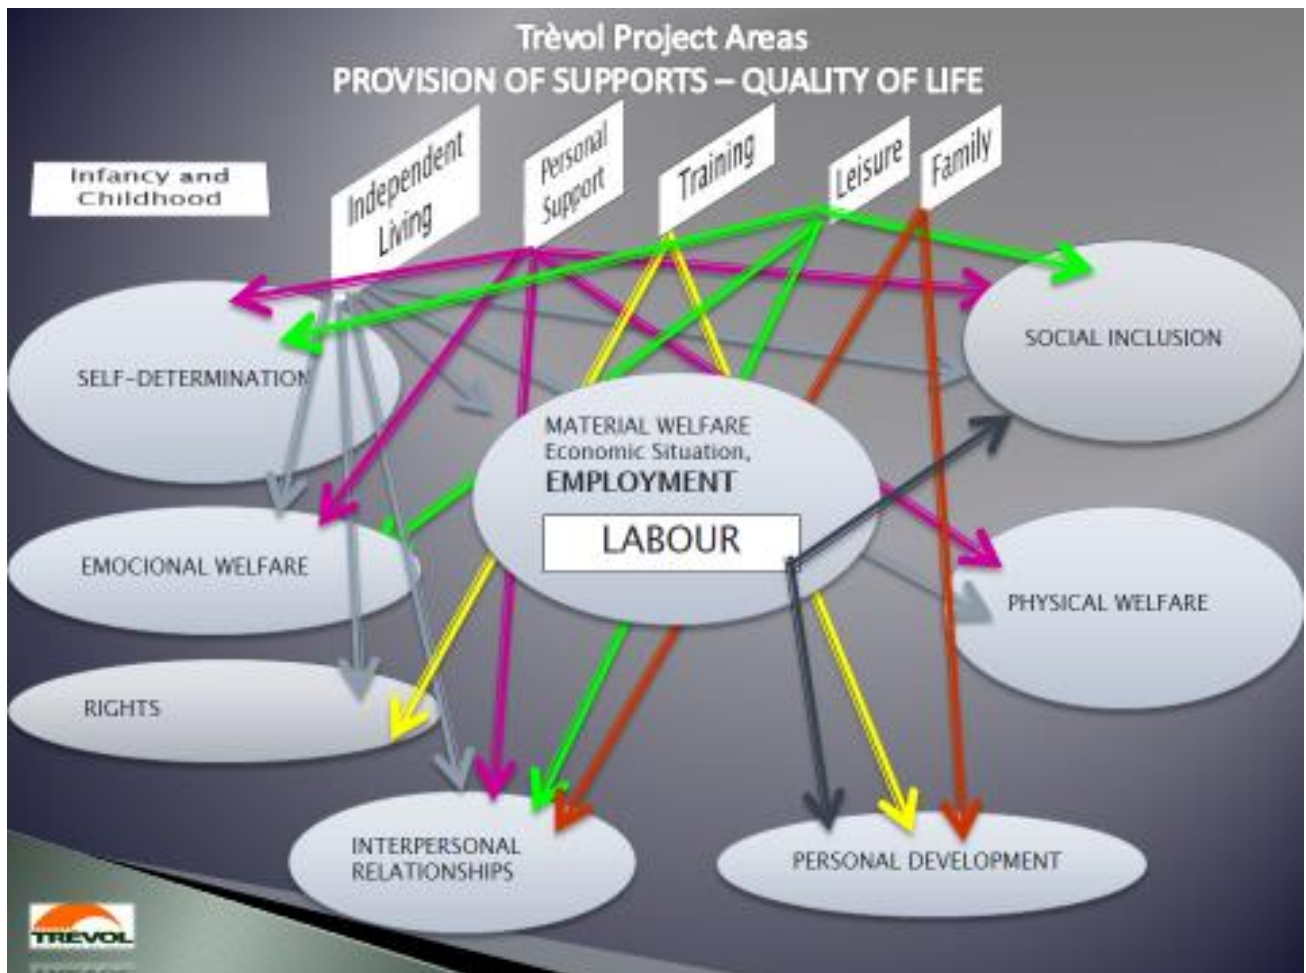 Trèvol Project Areas
PROVISION OF SUPPORTS – QUALITY OF LIFE
Infancy and
Childhood
Independent
Living
Personal
Support
Training
Leisure
Family
SELF-DETERMINATION
SOCIAL INCLUSION
MATERIAL WELFARE
Economic Situation,
EMPLOYMENT
LABOUR
EMOCIONAL WELFARE
PHYSICAL WELFARE
RIGHTS
INTERPERSONAL
RELATIONSHIPS
PERSONAL DEVELOPMENT
TREVOL